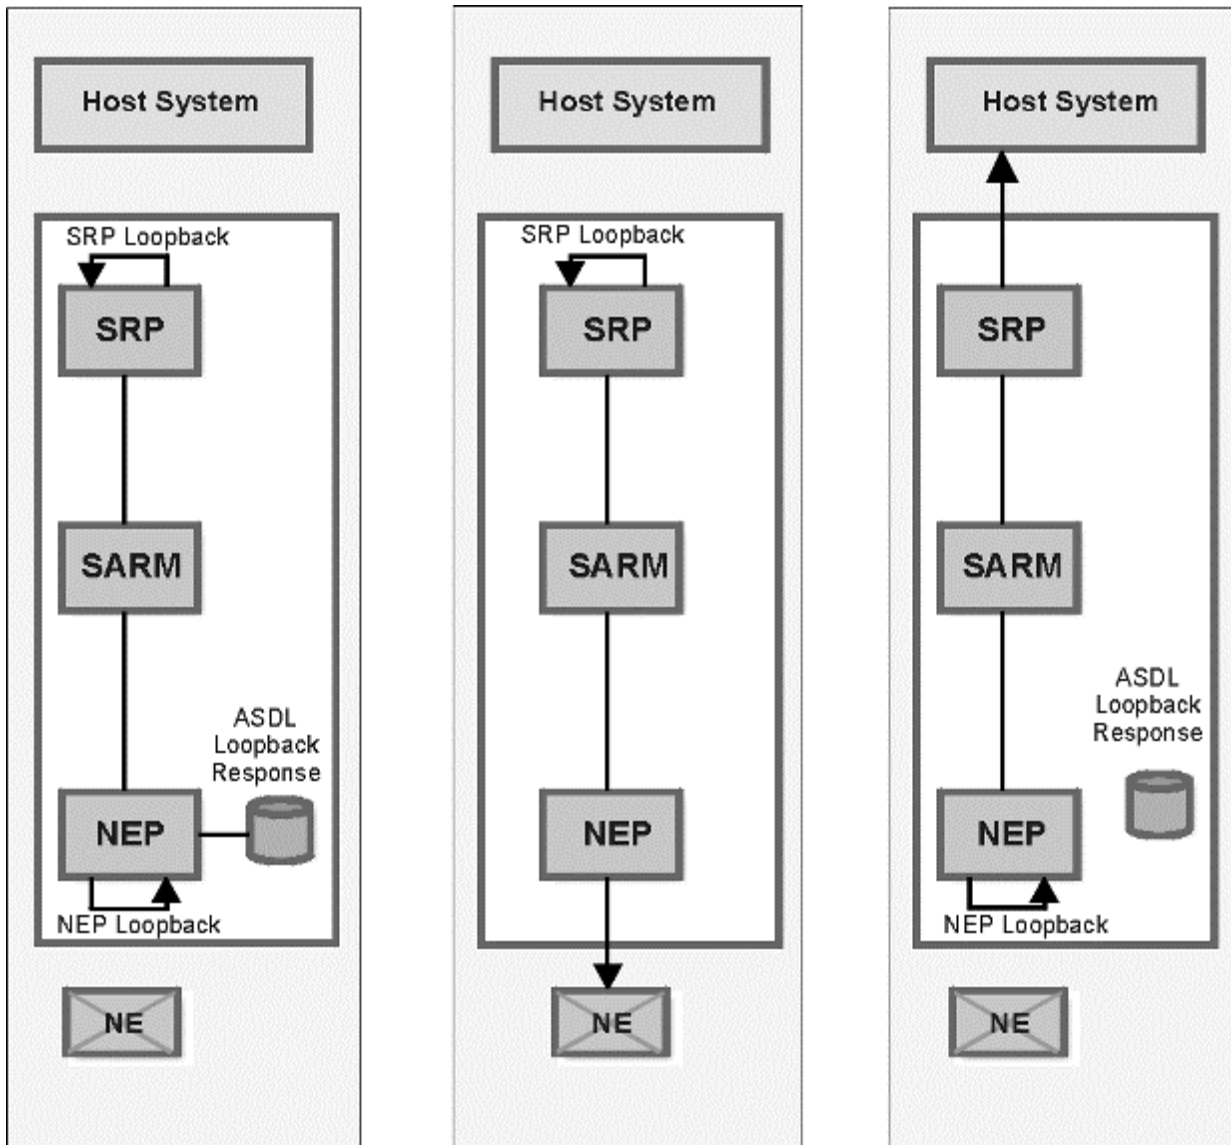 Host System
SRP Loopback
SRP
SARM
ASDL
Loopback
Response
NEP
NEP Loopback
NE
Host System
SRP Loopback
SRP
SARM
NEP
NE
Host System
SRP
SARM
ASDL
Loopback
Response
NEP
NEP Loopback
NE